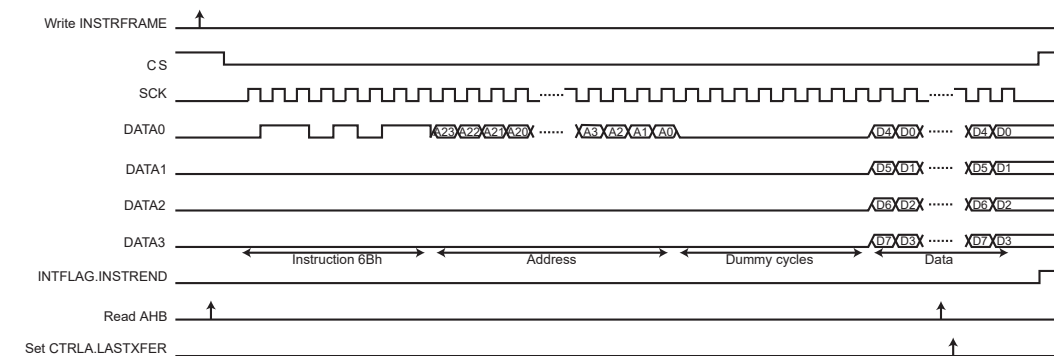 Write INSTRFRAME
CS
SCK
DATA0 A23 A22 A21 A20 ...... A3 A2 A1 A0 D4 D0 ...... D4 D0
DATA1 D5 D1 ...... D5 D1
DATA2 D6 D2 ...... D6 D2
DATA3 D7 D3 ...... D7 D3
Instruction 6Bh Address Dummy cycles Data
INTFLAG.INSTREND
Read AHB
Set CTRLA.LASTXFER